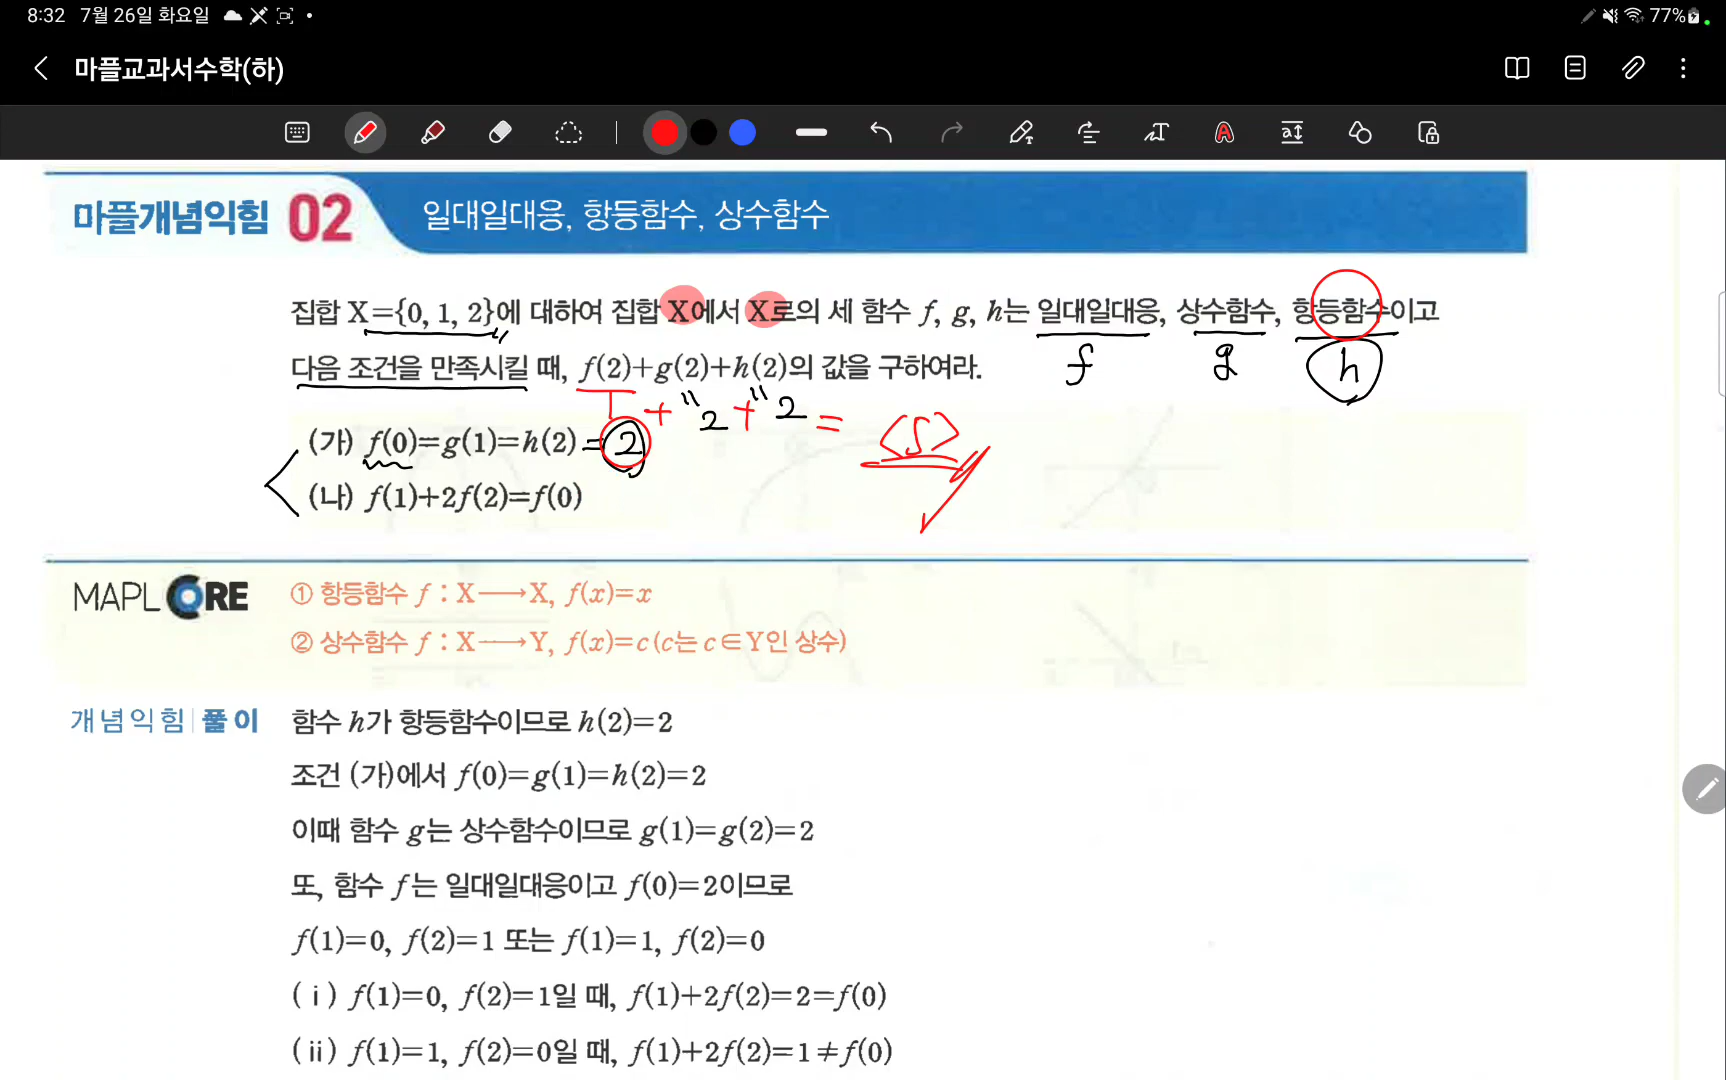 8:32 7월 26일 화요일
77%
마플교과서수학(하)
마플개념익힘 02 일대일대응, 항등함수, 상수함수
집합 X={0, 1, 2}에 대하여 집합 X에서 X로의 세 함수 f, g, h는 일대일대응, 상수함수, 항등함수이고
다음 조건을 만족시킬 때, f(2)+g(2)+h(2)의 값을 구하여라.
f g h
+ 2 + 2 =
(가) f(0)=g(1)=h(2) = 2
(나) f(1)+2f(2)=f(0)
MAPL CORE
① 항등함수 f : X⟶X, f(x)=x
② 상수함수 f : X⟶Y, f(x)=c (c는 c∈Y인 상수)
개념익힘 | 풀이
함수 h가 항등함수이므로 h(2)=2
조건 (가)에서 f(0)=g(1)=h(2)=2
이때 함수 g는 상수함수이므로 g(1)=g(2)=2
또, 함수 f는 일대일대응이고 f(0)=2이므로
f(1)=0, f(2)=1 또는 f(1)=1, f(2)=0
(ⅰ) f(1)=0, f(2)=1일 때, f(1)+2f(2)=2=f(0)
(ⅱ) f(1)=1, f(2)=0일 때, f(1)+2f(2)=1≠f(0)